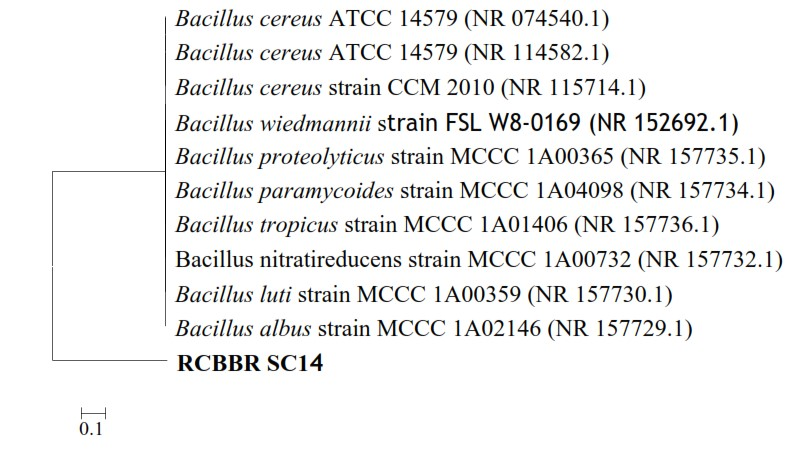 Bacillus cereus ATCC 14579 (NR 074540.1)
Bacillus cereus ATCC 14579 (NR 114582.1)
Bacillus cereus strain CCM 2010 (NR 115714.1)
Bacillus wiedmannii strain FSL W8-0169 (NR 152692.1)
Bacillus proteolyticus strain MCCC 1A00365 (NR 157735.1)
Bacillus paramycoides strain MCCC 1A04098 (NR 157734.1)
Bacillus tropicus strain MCCC 1A01406 (NR 157736.1)
Bacillus nitratireducens strain MCCC 1A00732 (NR 157732.1)
Bacillus luti strain MCCC 1A00359 (NR 157730.1)
Bacillus albus strain MCCC 1A02146 (NR 157729.1)
RCBBR SC14
0.1